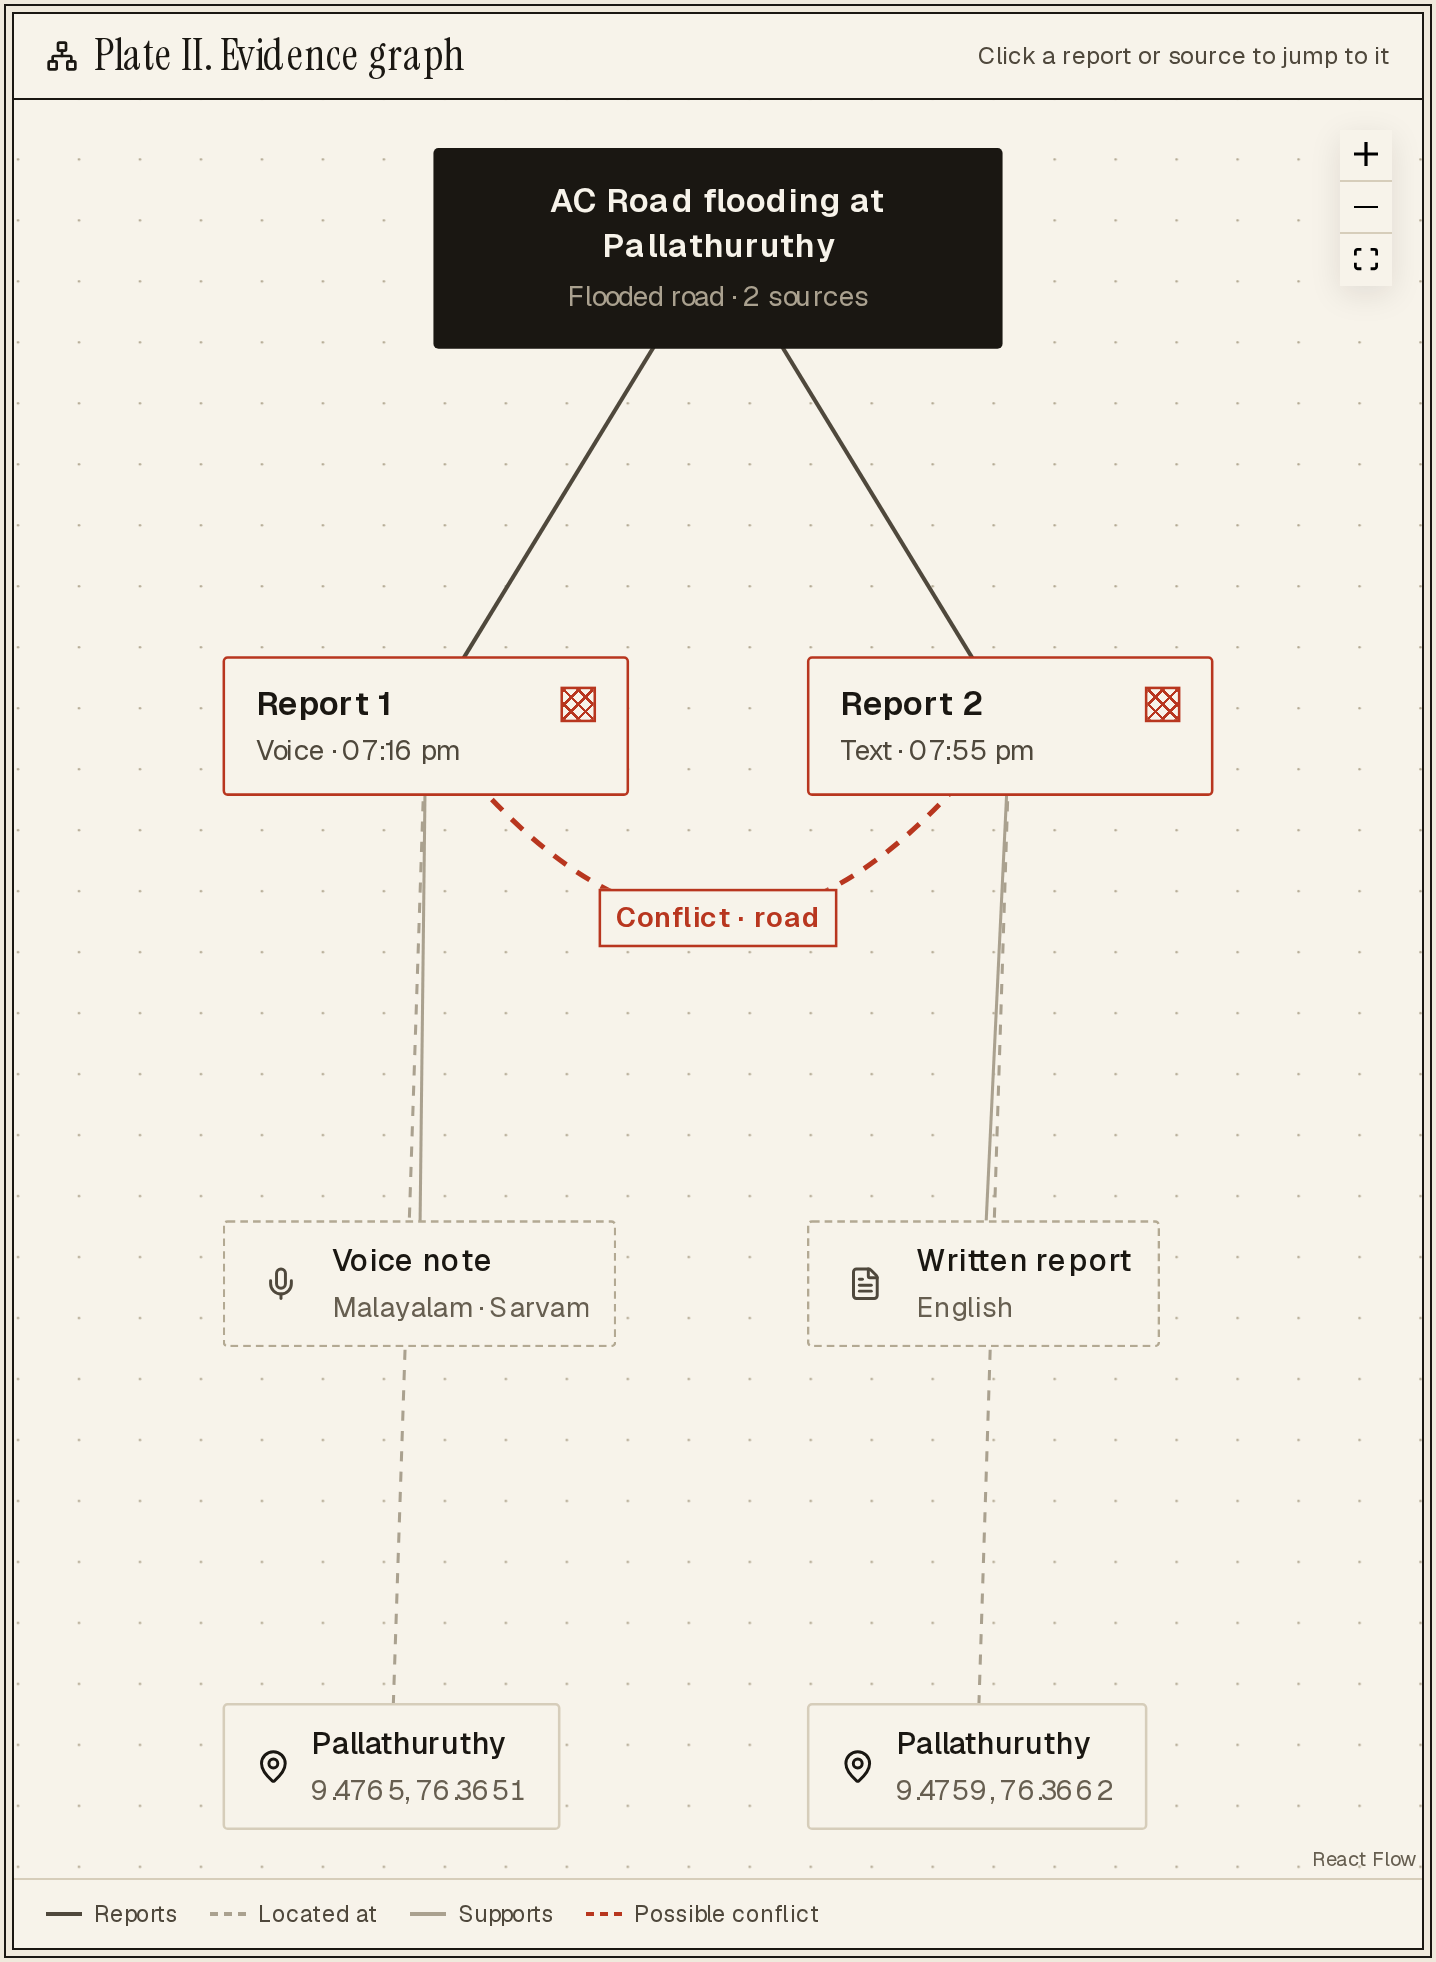 Plate II. Evidence graph
Click a report or source to jump to it
AC Road flooding at
Pallathuruthy
Flooded road · 2 sources
Report 1
Voice · 07:16 pm
Report 2
Text · 07:55 pm
Conflict · road
Voice note
Malayalam · Sarvam
Written report
English
Pallathuruthy
9.4765, 76.3651
Pallathuruthy
9.4759, 76.3662
React Flow
Reports
Located at
Supports
Possible conflict